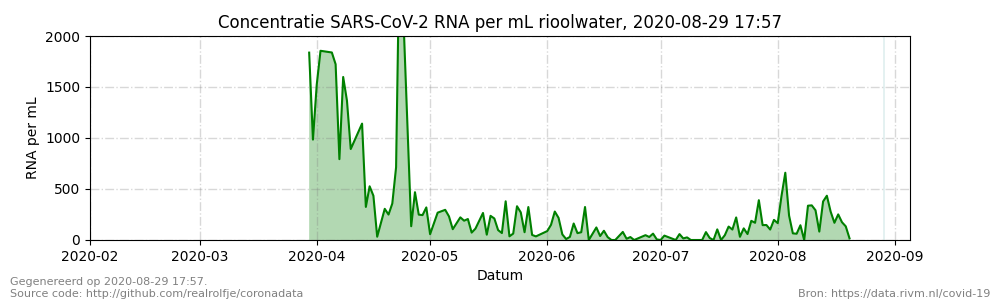 Concentratie SARS-CoV-2 RNA per mL rioolwater, 2020-08-29 17:57
2000
1500
1000
500
0
RNA per mL
2020-02 2020-03 2020-04 2020-05 2020-06 2020-07 2020-08 2020-09
Datum
Gegenereerd op 2020-08-29 17:57.
Source code: http://github.com/realrolfje/coronadata
Bron: https://data.rivm.nl/covid-19